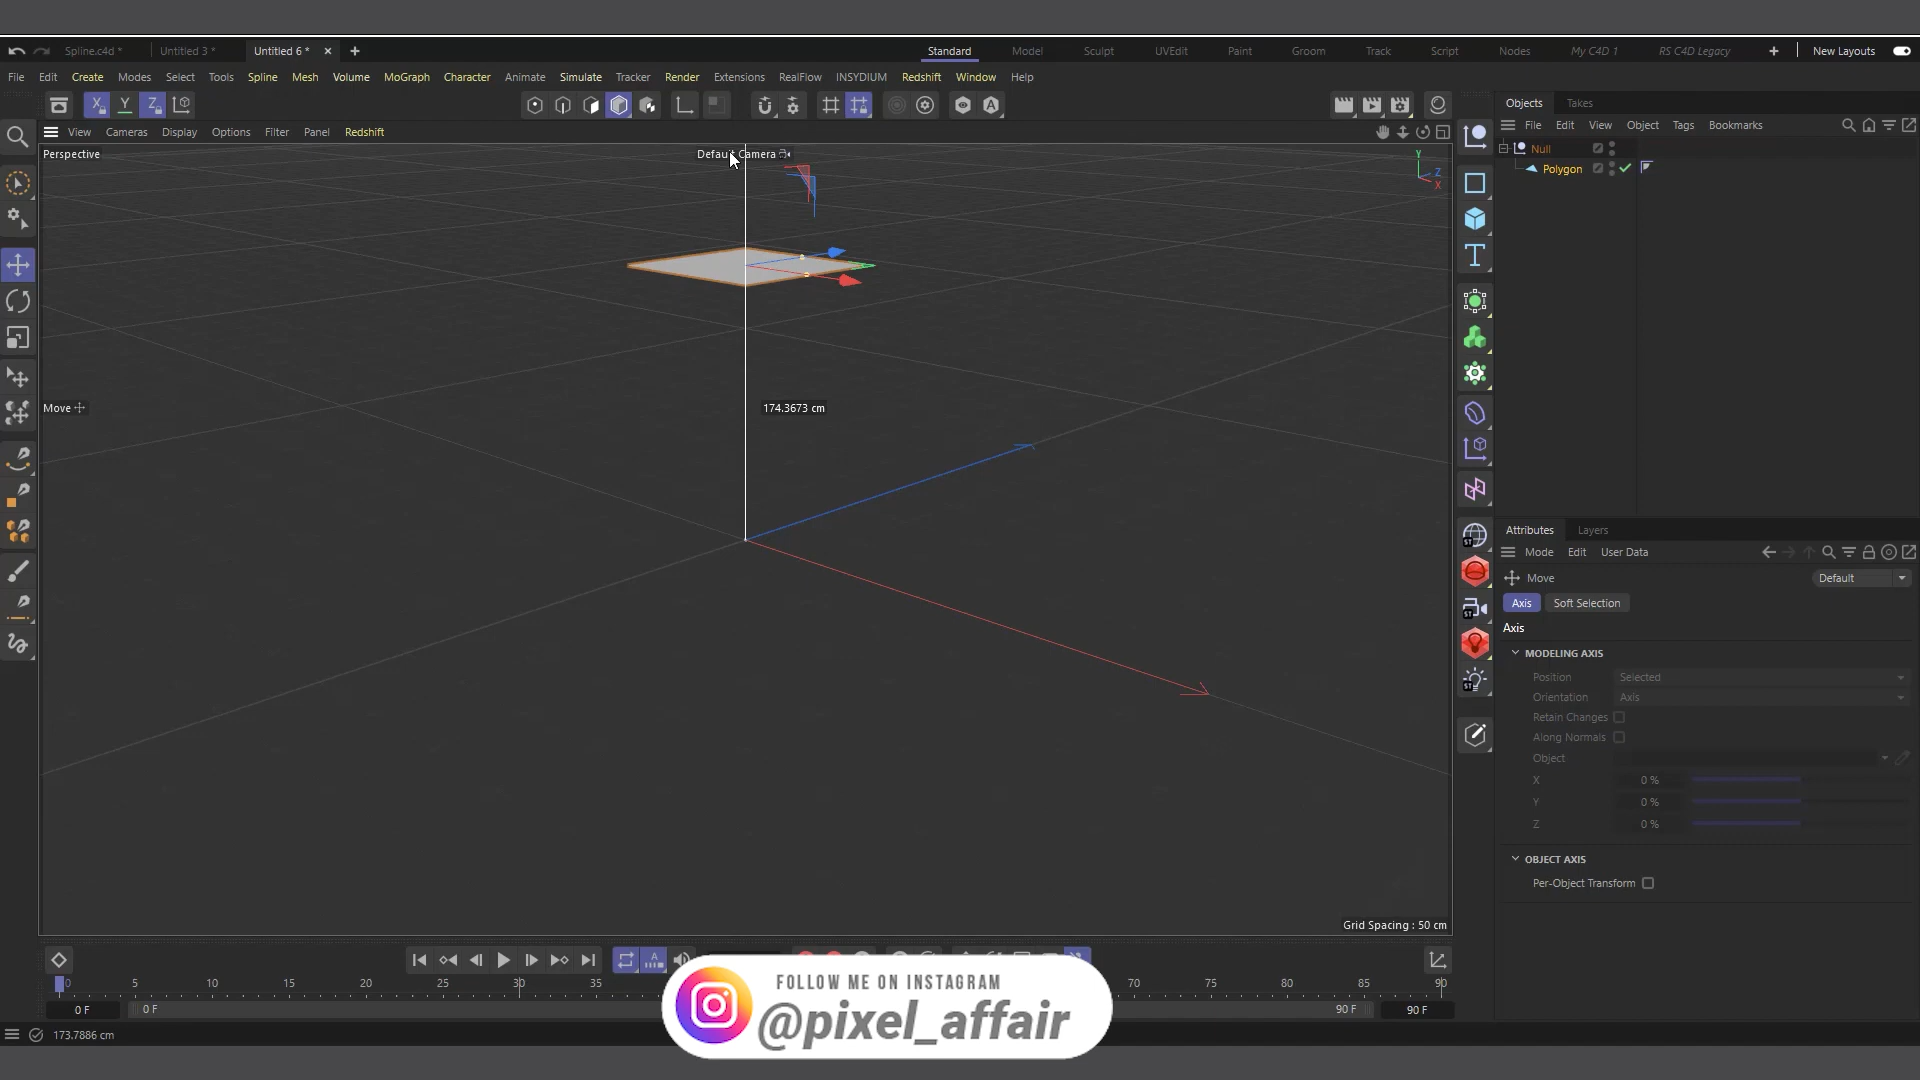 Spline.c4d *
Untitled 3 *
Untitled 6 *
Standard
Model
Sculpt
UVEdit
Paint
Groom
Track
Script
Nodes
My C4D 1
RS C4D Legacy
New Layouts
File Edit Create Modes Select Tools Spline Mesh Volume MoGraph Character Animate Simulate Tracker Render Extensions RealFlow INSYDIUM Redshift Window Help
X Y Z
Objects Takes
File Edit View Object Tags Bookmarks
View Cameras Display Options Filter Panel Redshift
Perspective
Default Camera
Y
Z
X
Null
Polygon
Move
174.3673 cm
Attributes Layers
Mode Edit User Data
Move
Default
Axis Soft Selection
Axis
MODELING AXIS
Position Selected
Orientation Axis
Retain Changes
Along Normals
Object
X 0 %
Y 0 %
Z 0 %
OBJECT AXIS
Per-Object Transform
Grid Spacing : 50 cm
0 5 10 15 20 25 30 35 70 75 80 85 90
0 F
0 F
90 F
90 F
173.7886 cm
FOLLOW ME ON INSTAGRAM
@pixel_affair